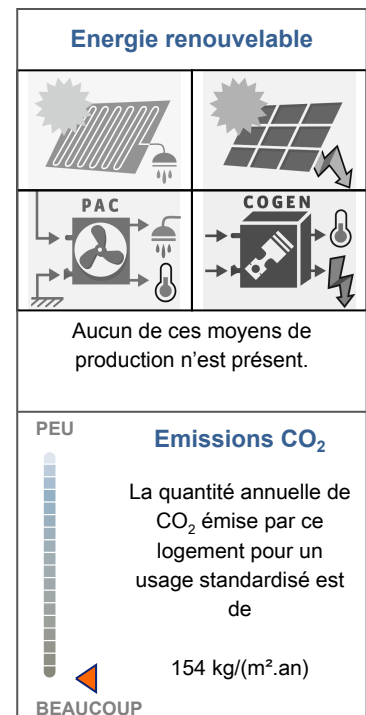 Energie renouvelable
PAC
COGEN
Aucun de ces moyens de
production n’est présent.
PEU
Emissions CO₂
La quantité annuelle de
CO₂ émise par ce
logement pour un
usage standardisé est
de
154 kg/(m².an)
BEAUCOUP